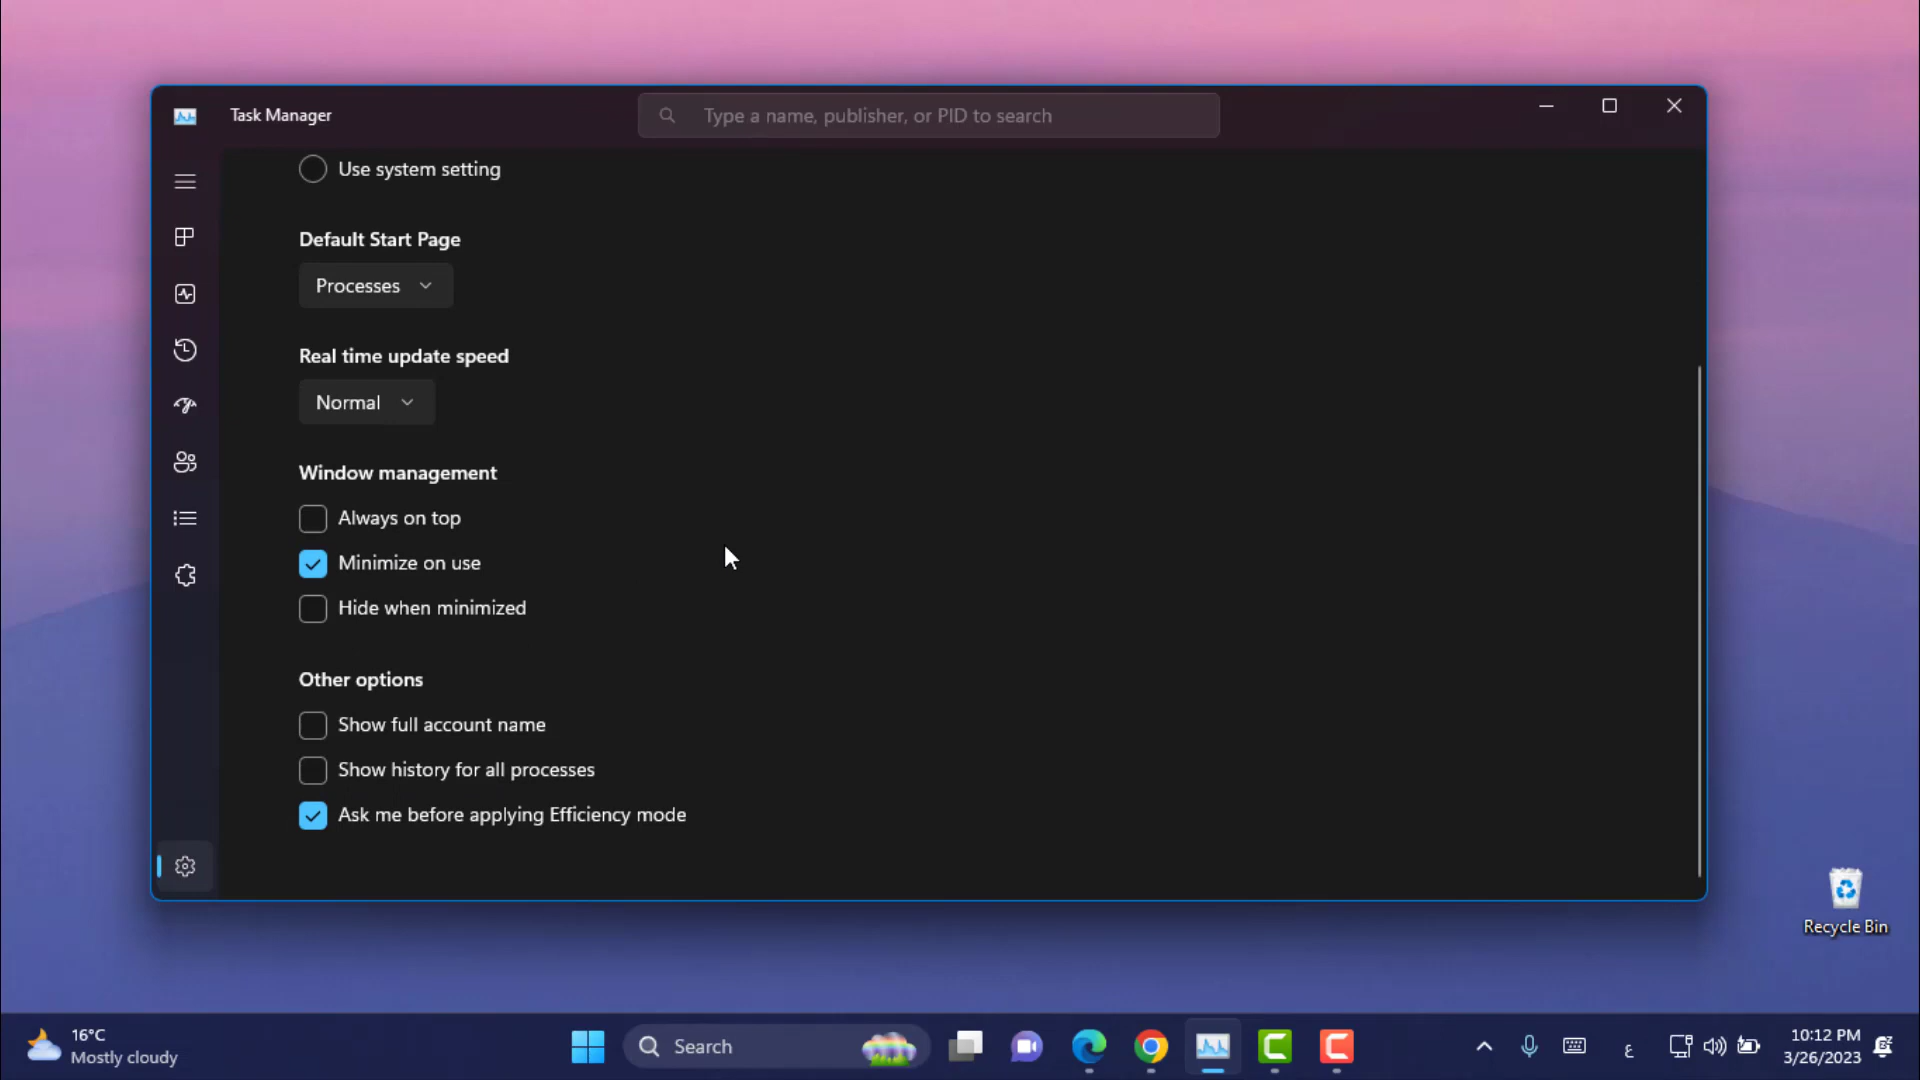 Task Manager
Type a name, publisher, or PID to search
Use system setting
Default Start Page
Processes
Real time update speed
Normal
Window management
Always on top
Minimize on use
Hide when minimized
Other options
Show full account name
Show history for all processes
Ask me before applying Efficiency mode
Recycle Bin
16°C
Mostly cloudy
Search
ع
10:12 PM
3/26/2023